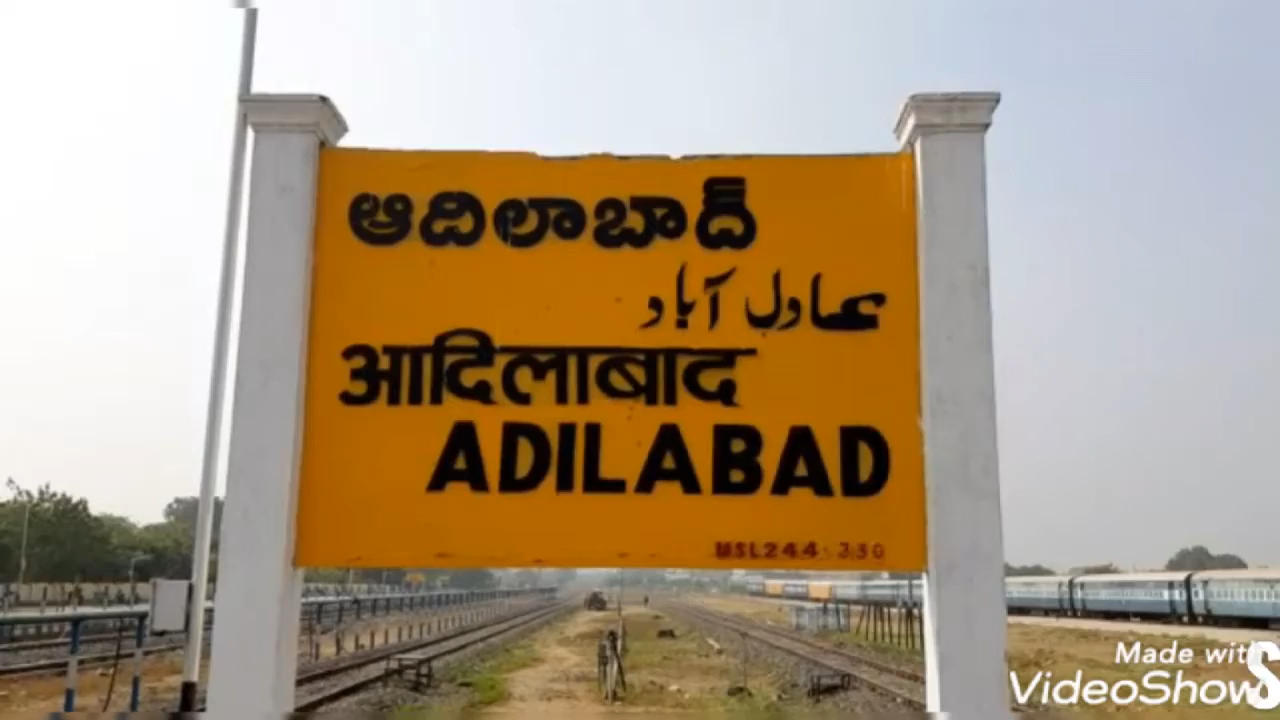 ఆదిలాబాద్
عادل آباد
आदिलाबाद
ADILABAD
MSL244.330
Made with
VideoShow